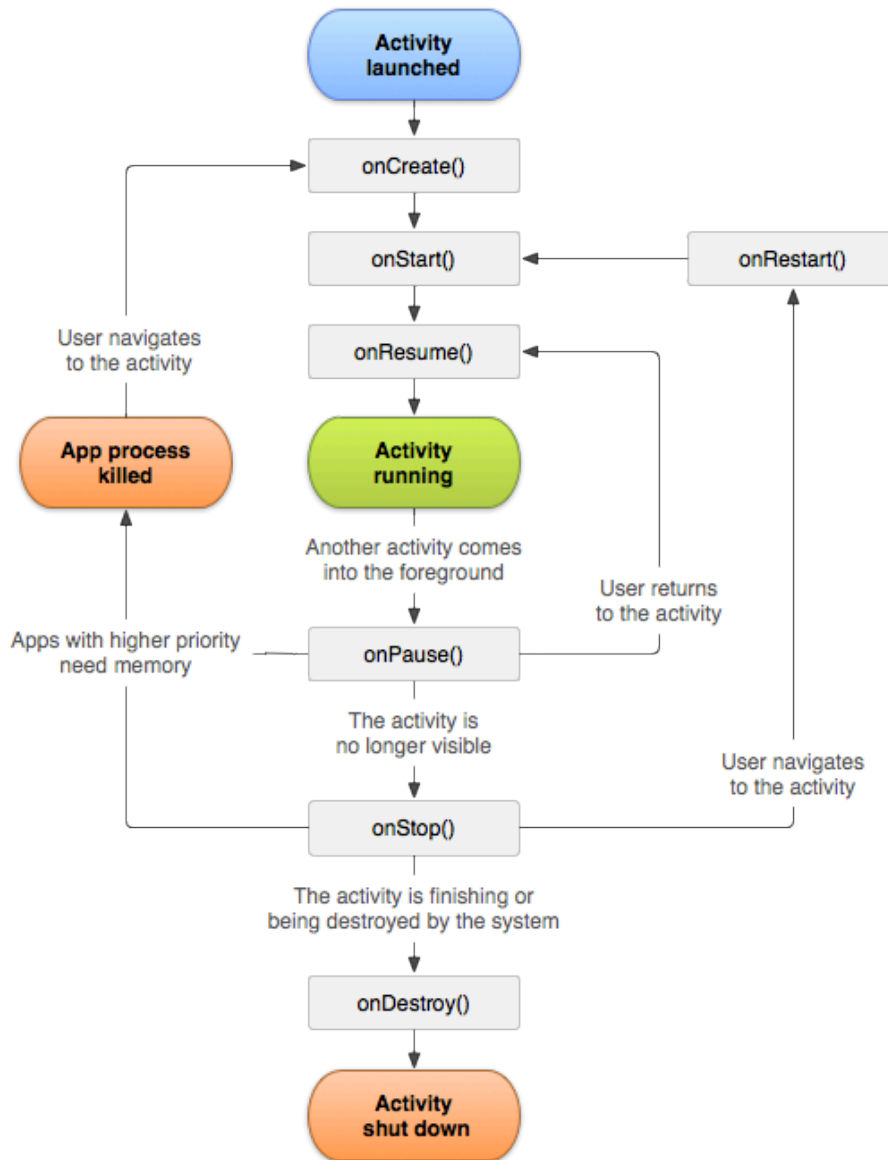 Activity
launched
onCreate()
onStart()
onRestart()
User navigates
to the activity
onResume()
App process
killed
Activity
running
Another activity comes
into the foreground
User returns
to the activity
Apps with higher priority
need memory
onPause()
The activity is
no longer visible
User navigates
to the activity
onStop()
The activity is finishing or
being destroyed by the system
onDestroy()
Activity
shut down